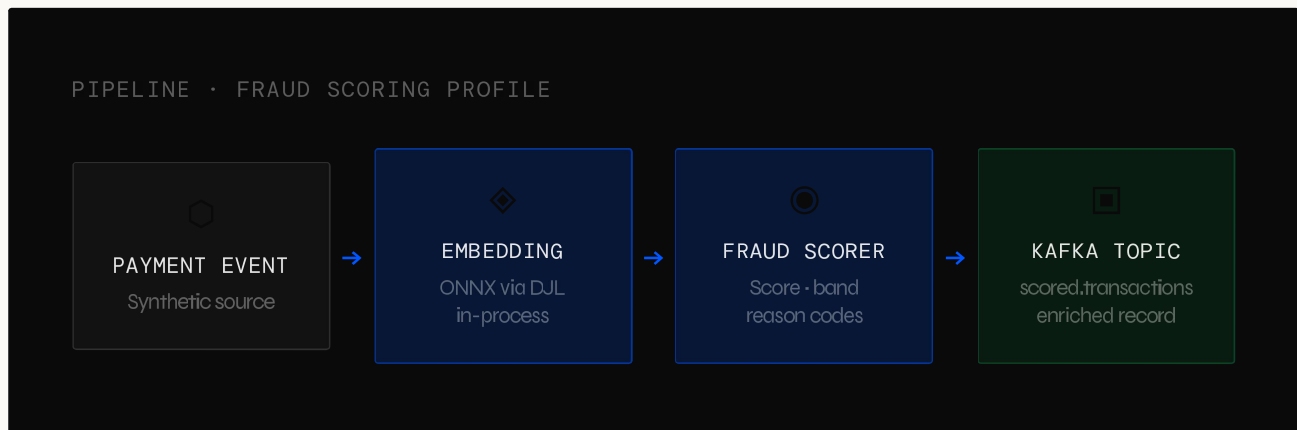 PIPELINE · FRAUD SCORING PROFILE
PAYMENT EVENT
Synthetic source
EMBEDDING
ONNX via DJL
in-process
FRAUD SCORER
Score · band
reason codes
KAFKA TOPIC
scored.transactions
enriched record